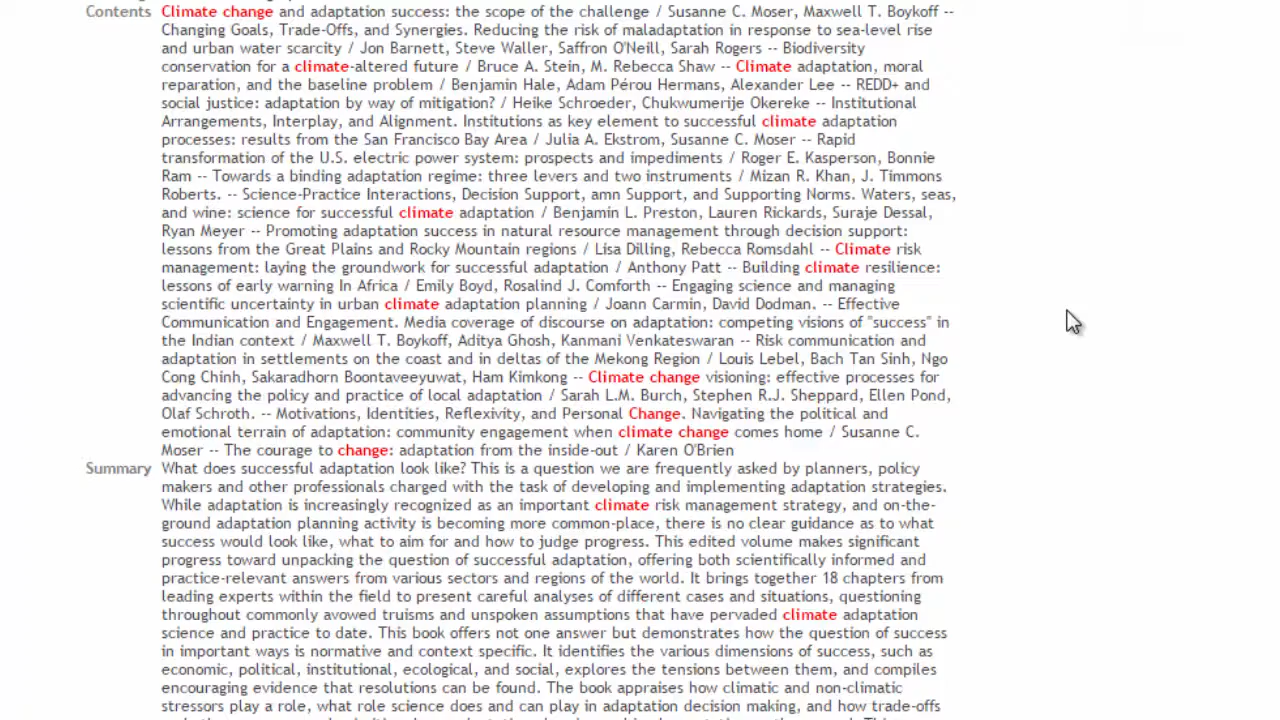 Contents Climate change and adaptation success: the scope of the challenge / Susanne C. Moser, Maxwell T. Boykoff --
Changing Goals, Trade-Offs, and Synergies. Reducing the risk of maladaptation in response to sea-level rise
and urban water scarcity / Jon Barnett, Steve Waller, Saffron O'Neill, Sarah Rogers -- Biodiversity
conservation for a climate-altered future / Bruce A. Stein, M. Rebecca Shaw -- Climate adaptation, moral
reparation, and the baseline problem / Benjamin Hale, Adam Pérou Hermans, Alexander Lee -- REDD+ and
social justice: adaptation by way of mitigation? / Heike Schroeder, Chukwumerije Okereke -- Institutional
Arrangements, Interplay, and Alignment. Institutions as key element to successful climate adaptation
processes: results from the San Francisco Bay Area / Julia A. Ekstrom, Susanne C. Moser -- Rapid
transformation of the U.S. electric power system: prospects and impediments / Roger E. Kasperson, Bonnie
Ram -- Towards a binding adaptation regime: three levers and two instruments / Mizan R. Khan, J. Timmons
Roberts. -- Science-Practice Interactions, Decision Support, amn Support, and Supporting Norms. Waters, seas,
and wine: science for successful climate adaptation / Benjamin L. Preston, Lauren Rickards, Suraje Dessal,
Ryan Meyer -- Promoting adaptation success in natural resource management through decision support:
lessons from the Great Plains and Rocky Mountain regions / Lisa Dilling, Rebecca Romsdahl -- Climate risk
management: laying the groundwork for successful adaptation / Anthony Patt -- Building climate resilience:
lessons of early warning In Africa / Emily Boyd, Rosalind J. Comforth -- Engaging science and managing
scientific uncertainty in urban climate adaptation planning / Joann Carmin, David Dodman. -- Effective
Communication and Engagement. Media coverage of discourse on adaptation: competing visions of "success" in
the Indian context / Maxwell T. Boykoff, Aditya Ghosh, Kanmani Venkateswaran -- Risk communication and
adaptation in settlements on the coast and in deltas of the Mekong Region / Louis Lebel, Bach Tan Sinh, Ngo
Cong Chinh, Sakaradhorn Boontaveeyuwat, Ham Kimkong -- Climate change visioning: effective processes for
advancing the policy and practice of local adaptation / Sarah L.M. Burch, Stephen R.J. Sheppard, Ellen Pond,
Olaf Schroth. -- Motivations, Identities, Reflexivity, and Personal Change. Navigating the political and
emotional terrain of adaptation: community engagement when climate change comes home / Susanne C.
Moser -- The courage to change: adaptation from the inside-out / Karen O'Brien
Summary What does successful adaptation look like? This is a question we are frequently asked by planners, policy
makers and other professionals charged with the task of developing and implementing adaptation strategies.
While adaptation is increasingly recognized as an important climate risk management strategy, and on-the-
ground adaptation planning activity is becoming more common-place, there is no clear guidance as to what
success would look like, what to aim for and how to judge progress. This edited volume makes significant
progress toward unpacking the question of successful adaptation, offering both scientifically informed and
practice-relevant answers from various sectors and regions of the world. It brings together 18 chapters from
leading experts within the field to present careful analyses of different cases and situations, questioning
throughout commonly avowed truisms and unspoken assumptions that have pervaded climate adaptation
science and practice to date. This book offers not one answer but demonstrates how the question of success
in important ways is normative and context specific. It identifies the various dimensions of success, such as
economic, political, institutional, ecological, and social, explores the tensions between them, and compiles
encouraging evidence that resolutions can be found. The book appraises how climatic and non-climatic
stressors play a role, what role science does and can play in adaptation decision making, and how trade-offs